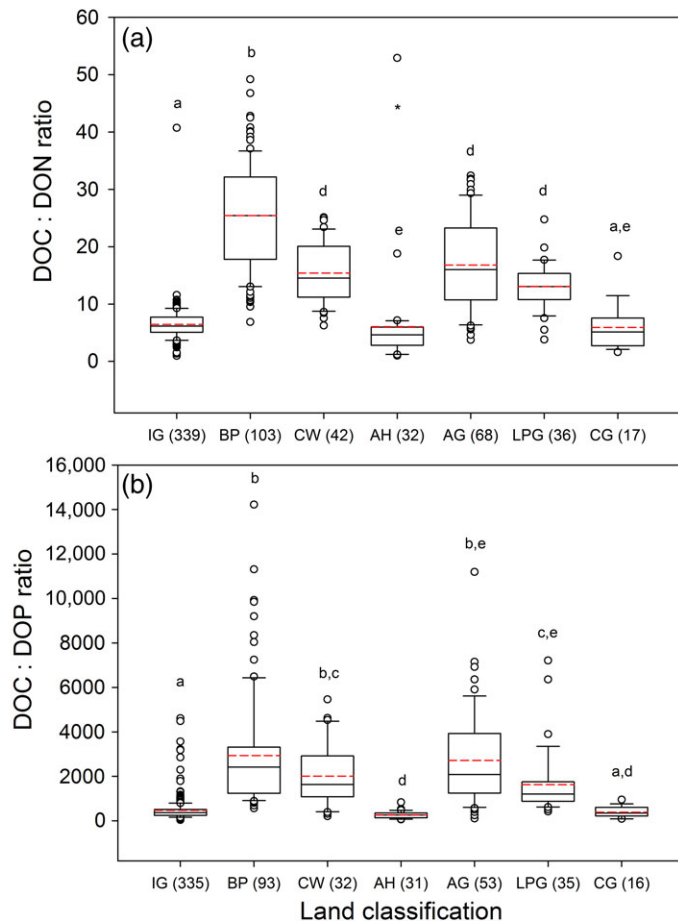 (a)
60
50
40
30
20
10
0
DOC : DON ratio
a
b
d
*
e
d
d
a,e
IG (339) BP (103) CW (42) AH (32) AG (68) LPG (36) CG (17)
(b)
16,000
14,000
12,000
10,000
8000
6000
4000
2000
0
DOC : DOP ratio
a
b
b,c
d
b,e
c,e
a,d
IG (335) BP (93) CW (32) AH (31) AG (53) LPG (35) CG (16)
Land classification